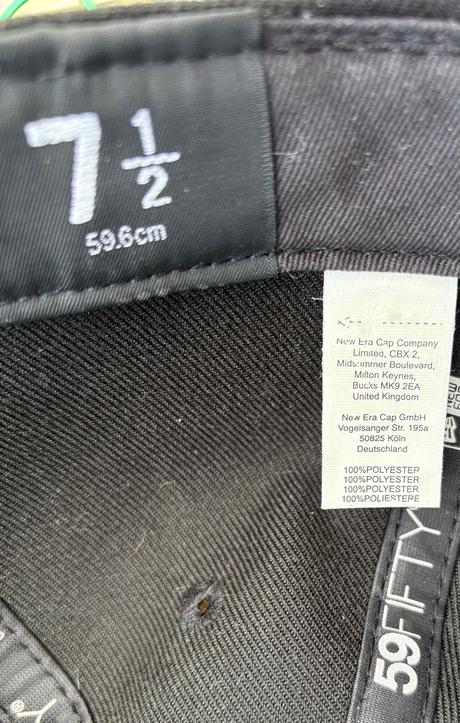 7 1/2
59.6cm
New Era Cap Company
Limited, CBX 2,
Midsummer Boulevard,
Milton Keynes,
Bucks MK9 2EA
United Kingdom
New Era Cap GmbH
Vogelsanger Str. 195a
50825 Köln
Deutschland
100%POLYESTER
100%POLYESTER
100%POLYESTER
100%POLIESTERE
59FIFTY
Y®